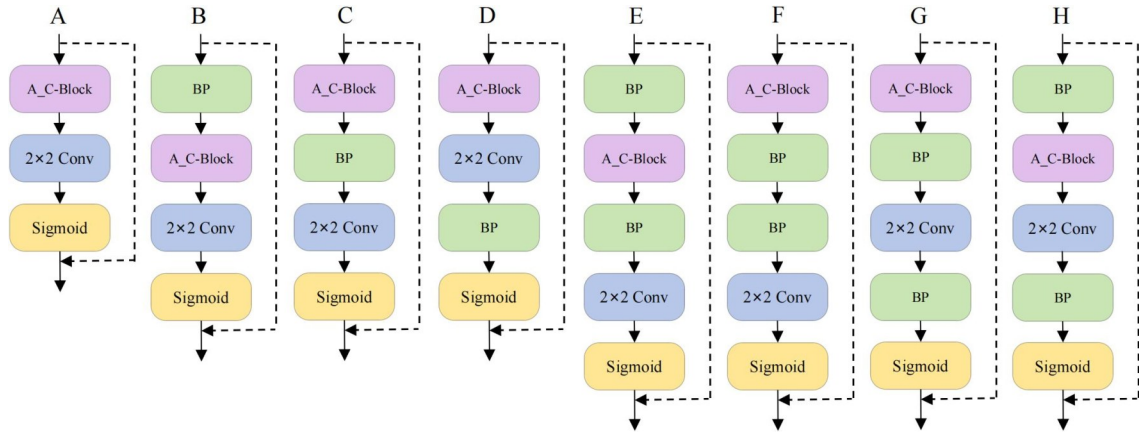 A B C D E F G H
A_C-Block BP A_C-Block A_C-Block BP A_C-Block A_C-Block BP
2×2 Conv A_C-Block BP 2×2 Conv A_C-Block BP BP A_C-Block
Sigmoid 2×2 Conv 2×2 Conv BP BP BP 2×2 Conv 2×2 Conv
Sigmoid Sigmoid Sigmoid 2×2 Conv 2×2 Conv BP BP
Sigmoid Sigmoid Sigmoid Sigmoid